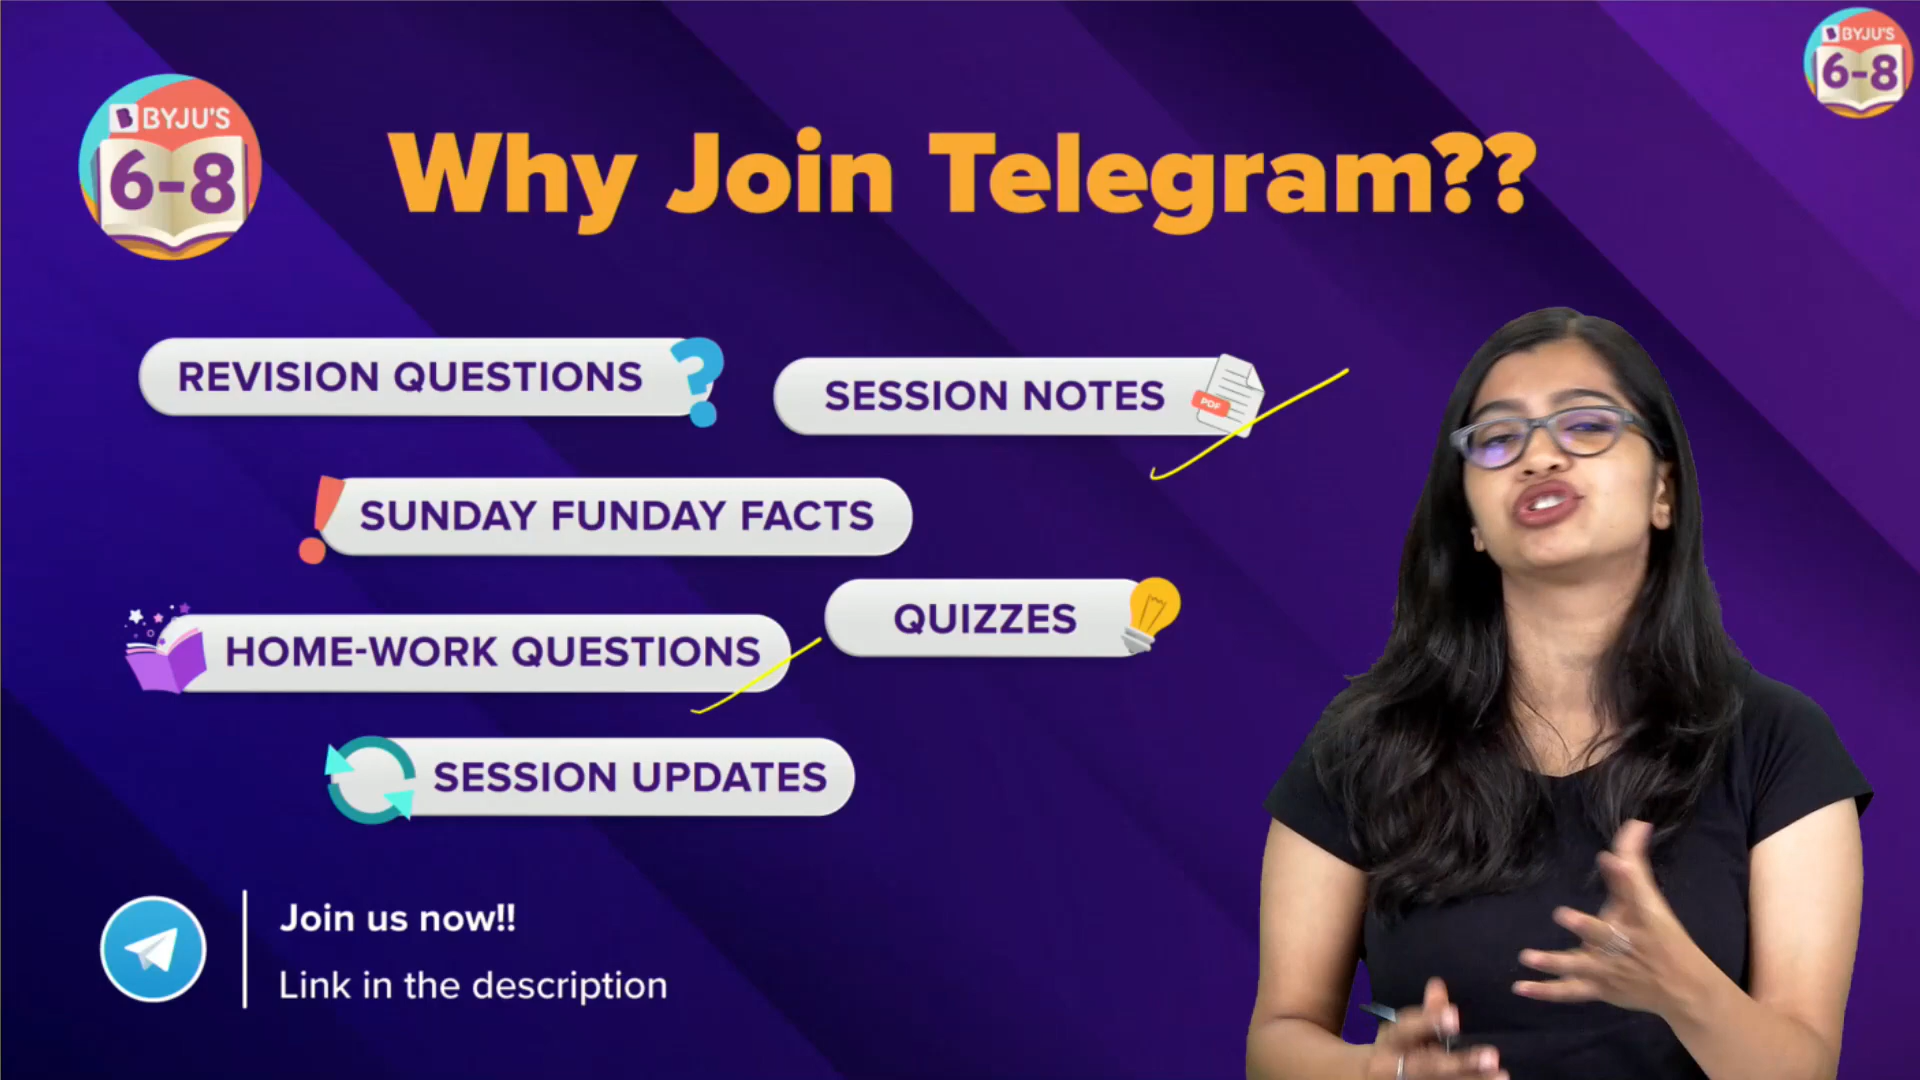 BYJU'S
6-8
BYJU'S
6-8
Why Join Telegram??
REVISION QUESTIONS
SESSION NOTES
PDF
SUNDAY FUNDAY FACTS
QUIZZES
HOME-WORK QUESTIONS
SESSION UPDATES
Join us now!!
Link in the description